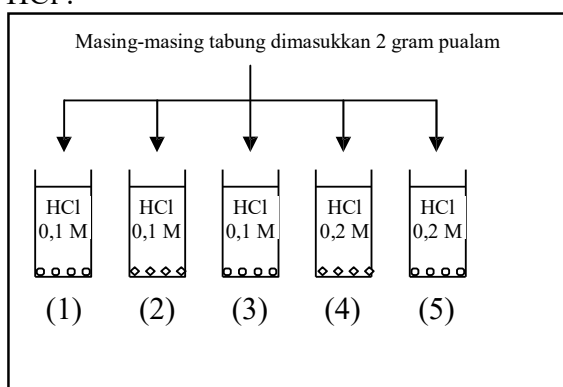 HCl :
Masing-masing tabung dimasukkan 2 gram pualam
HCl HCl HCl HCl HCl
0,1 M 0,1 M 0,1 M 0,2 M 0,2 M
(1) (2) (3) (4) (5)